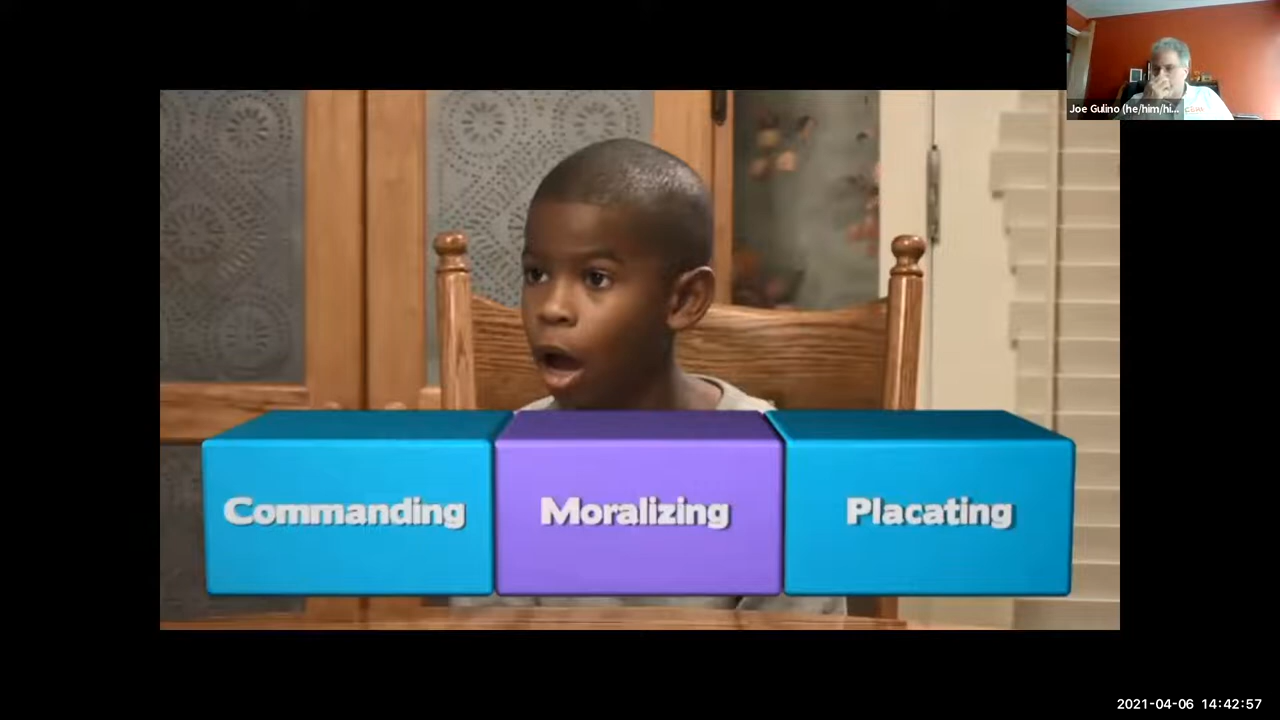 Joe Gulino (he/him/hi...
Commanding
Moralizing
Placating
2021-04-06 14:42:57